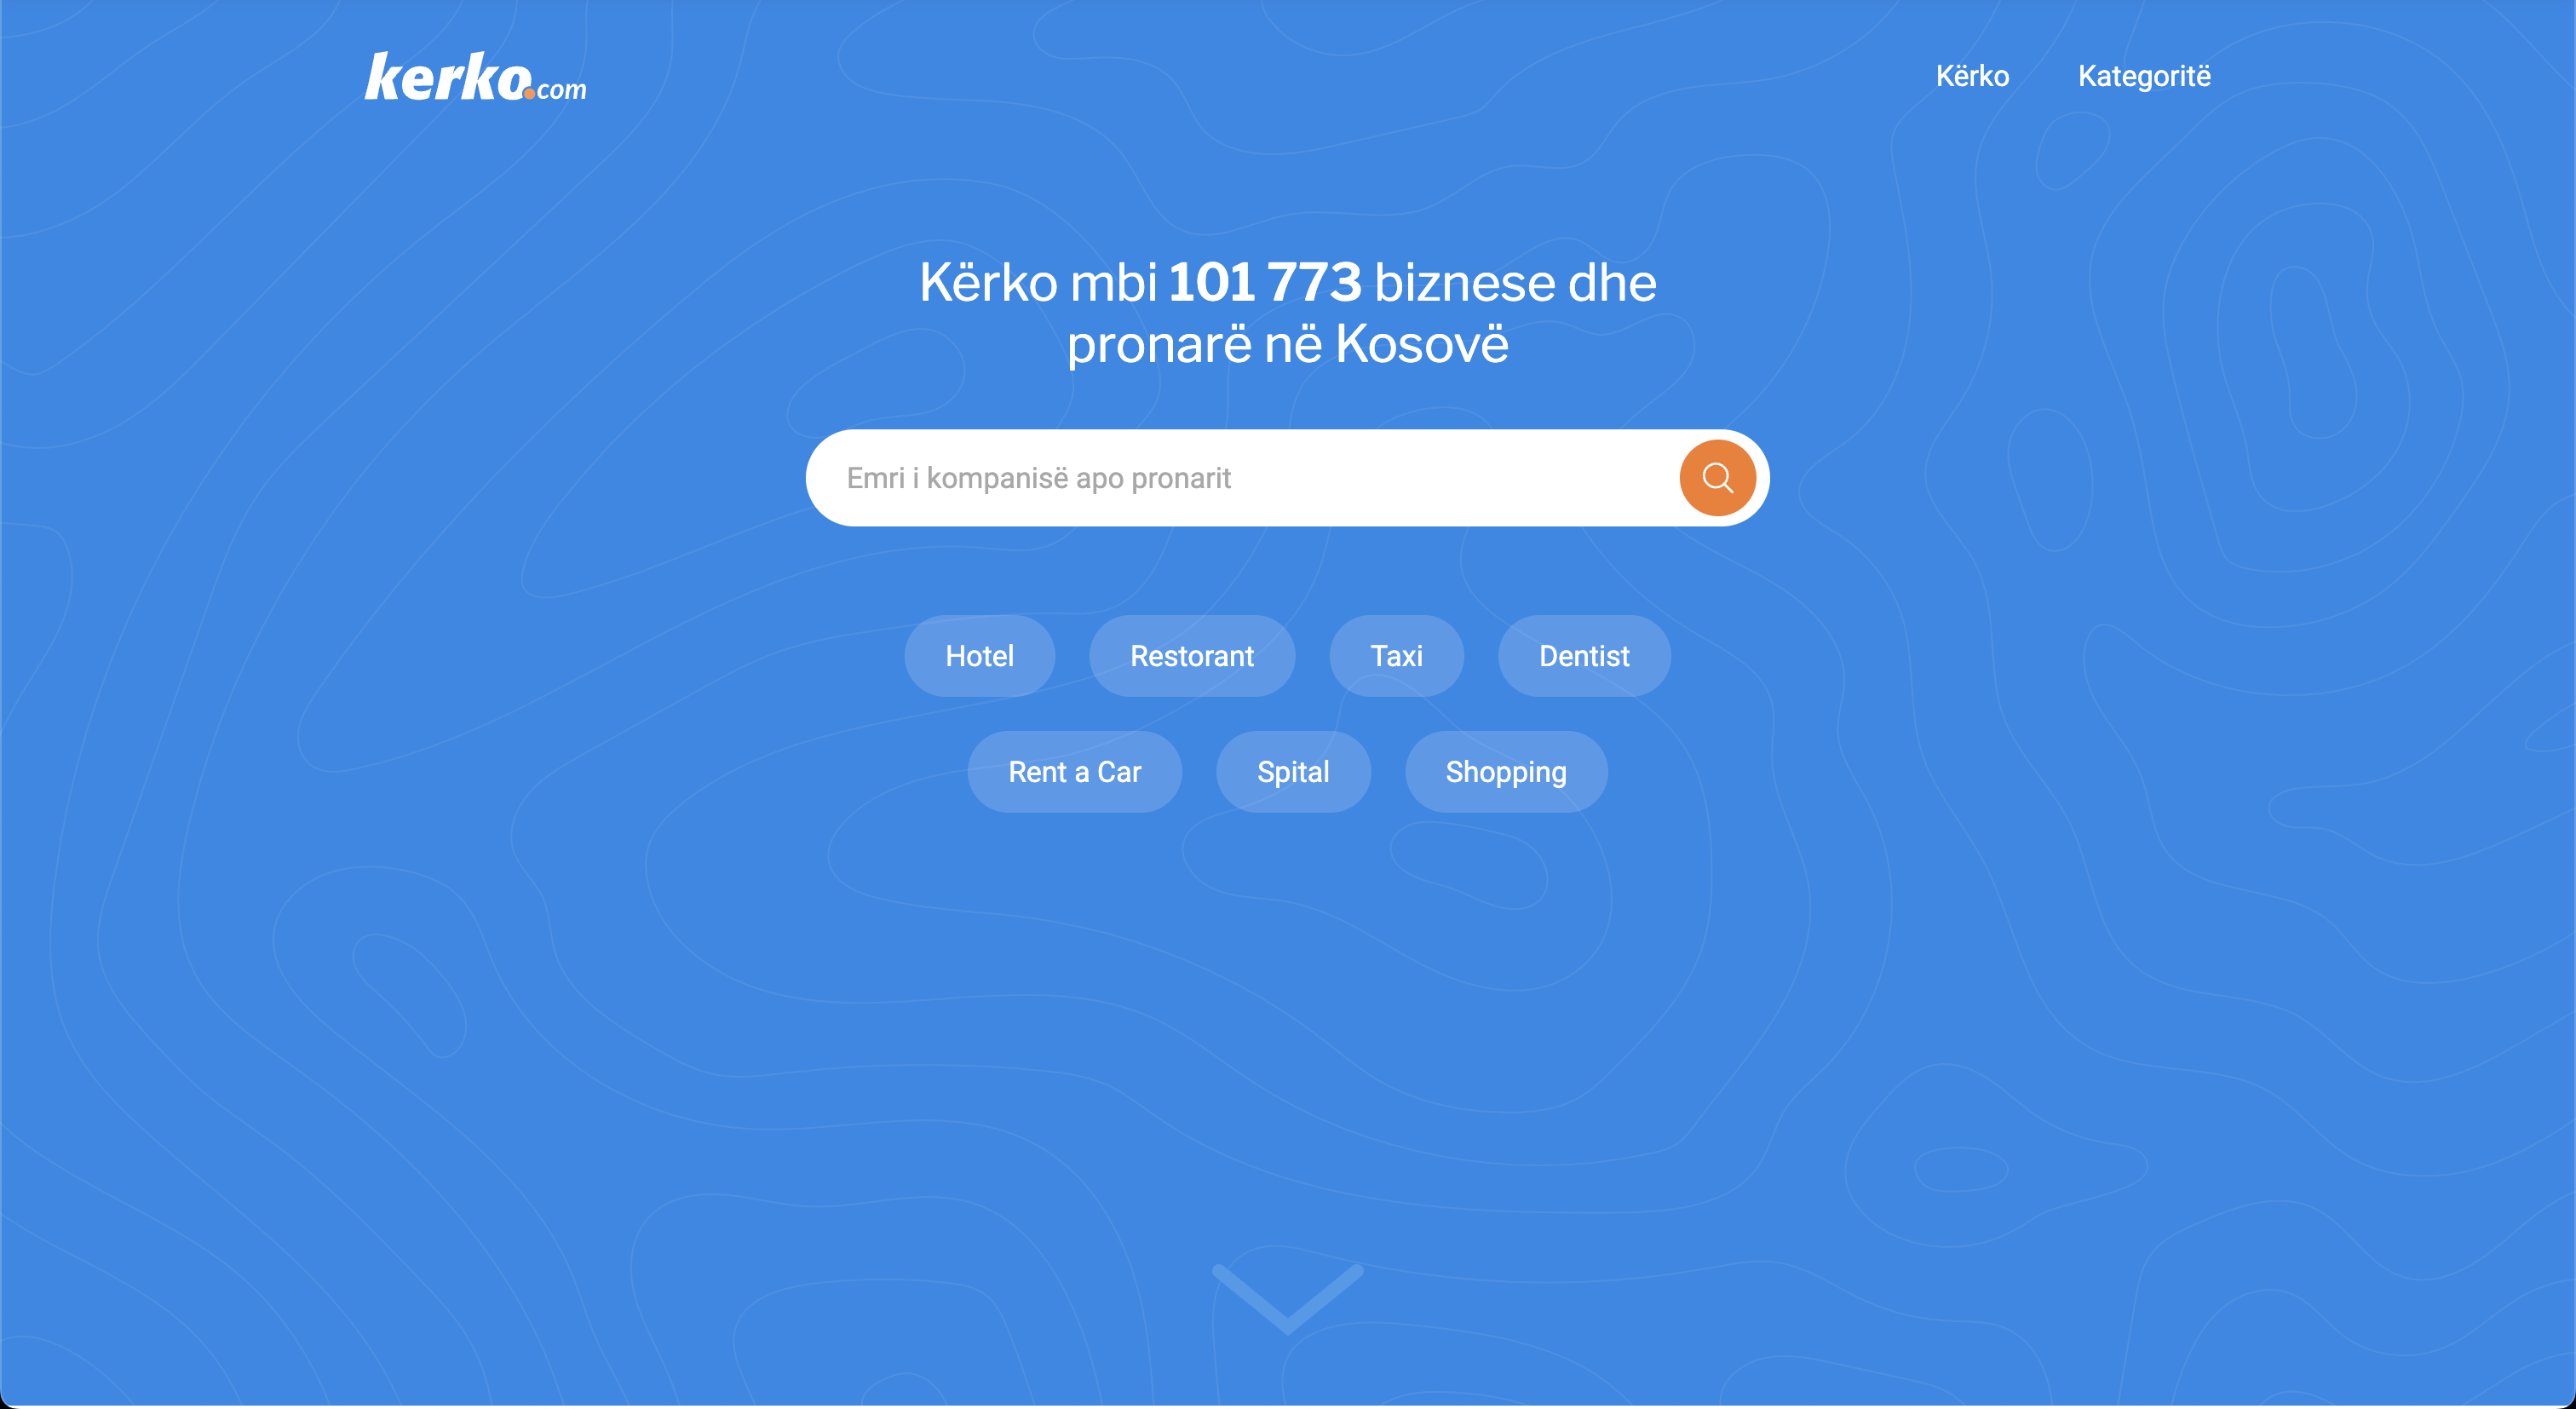 kerko.com
Kërko
Kategoritë
Kërko mbi 101 773 biznese dhe
pronarë në Kosovë
Emri i kompanisë apo pronarit
Hotel
Restorant
Taxi
Dentist
Rent a Car
Spital
Shopping